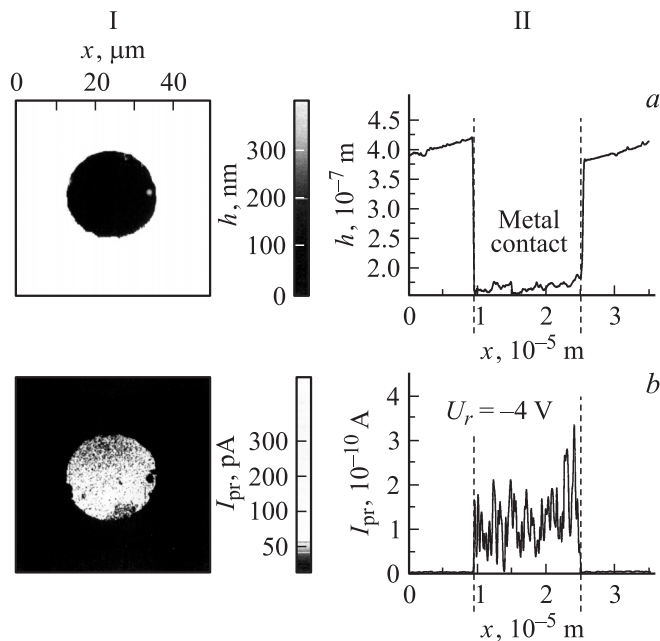 I
x, μm
0 20 40
300
200
100
0
h, nm
II
a
4.5
4.0
3.5
3.0
2.5
2.0
h, 10⁻⁷ m
Metal
contact
0 1 2 3
x, 10⁻⁵ m
300
200
100
50
I_pr, pA
b
U_r = –4 V
4
3
2
1
0
I_pr, 10⁻¹⁰ A
0 1 2 3
x, 10⁻⁵ m